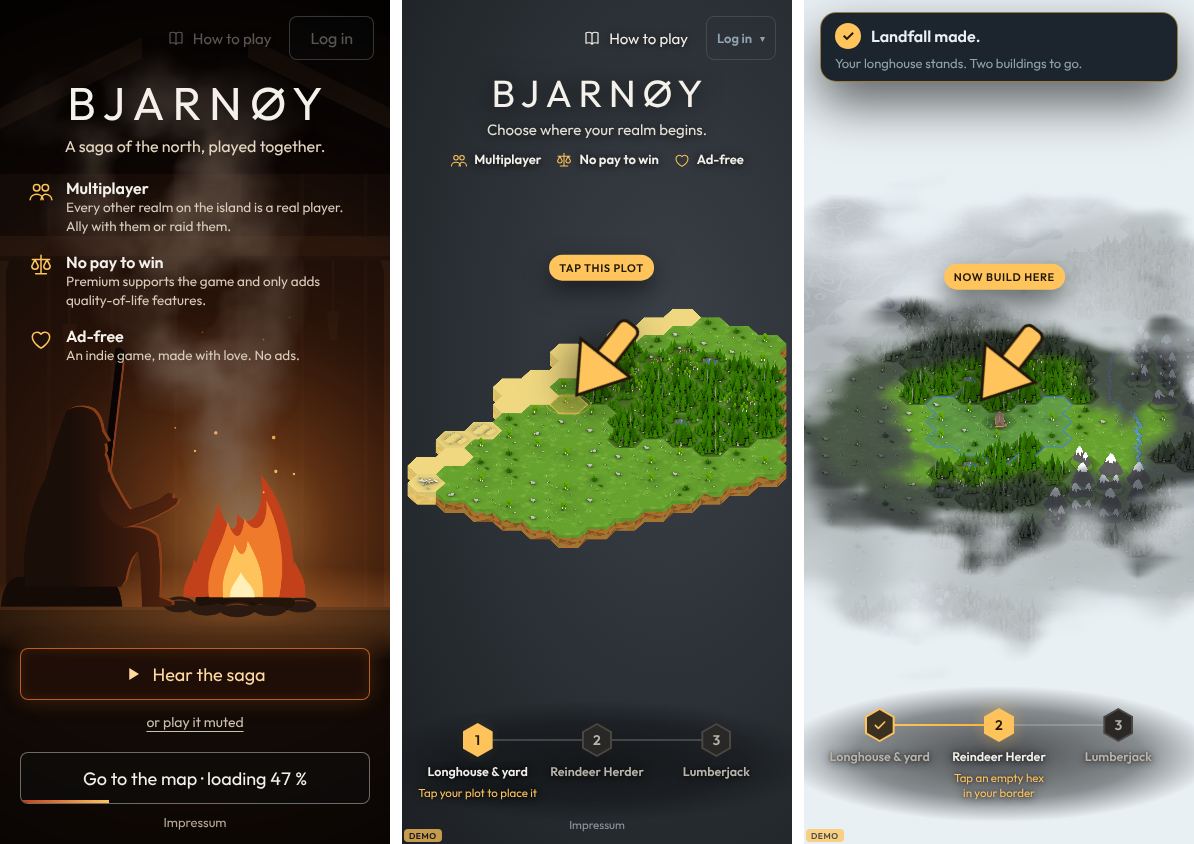 How to play
Log in
BJARNØY
A saga of the north, played together.
Multiplayer
Every other realm on the island is a real player.
Ally with them or raid them.
No pay to win
Premium supports the game and only adds
quality-of-life features.
Ad-free
An indie game, made with love. No ads.
Hear the saga
or play it muted
Go to the map · loading 47 %
Impressum
How to play
Log in ▾
BJARNØY
Choose where your realm begins.
Multiplayer No pay to win Ad-free
TAP THIS PLOT
1 2 3
Longhouse & yard Reindeer Herder Lumberjack
Tap your plot to place it
Impressum
DEMO
Landfall made.
Your longhouse stands. Two buildings to go.
NOW BUILD HERE
2 3
Longhouse & yard Reindeer Herder Lumberjack
Tap an empty hex
in your border
DEMO